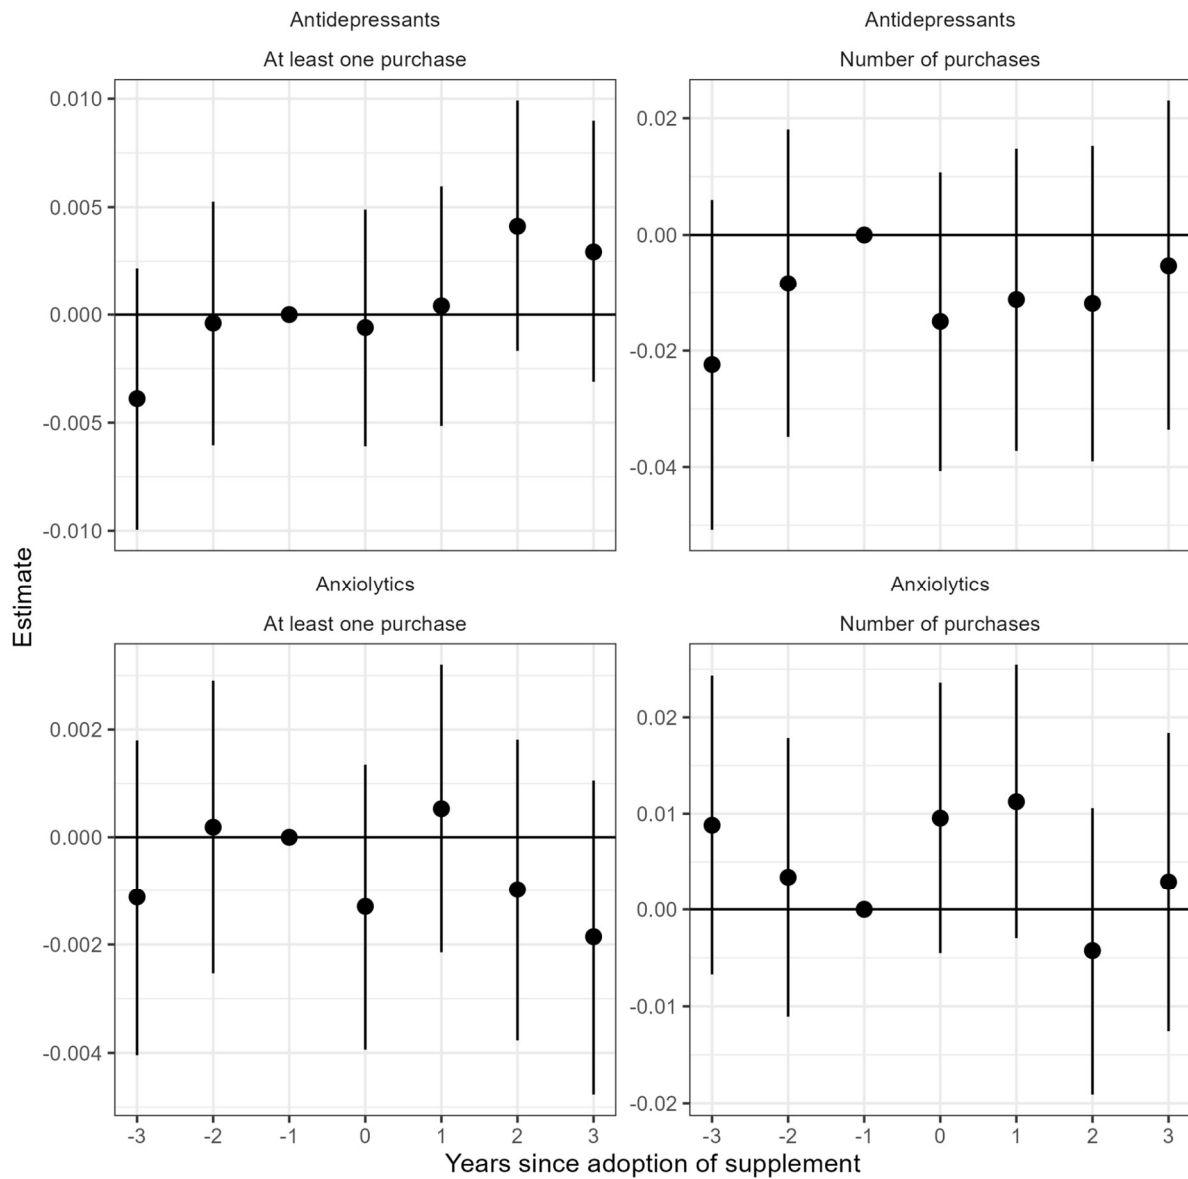 Antidepressants
Antidepressants
At least one purchase
Number of purchases
0.010
0.005
0.000
-0.005
-0.010
0.02
0.00
-0.02
-0.04
Estimate
Anxiolytics
Anxiolytics
At least one purchase
Number of purchases
0.002
0.000
-0.002
-0.004
0.02
0.01
0.00
-0.01
-0.02
-3 -2 -1 0 1 2 3
-3 -2 -1 0 1 2 3
Years since adoption of supplement